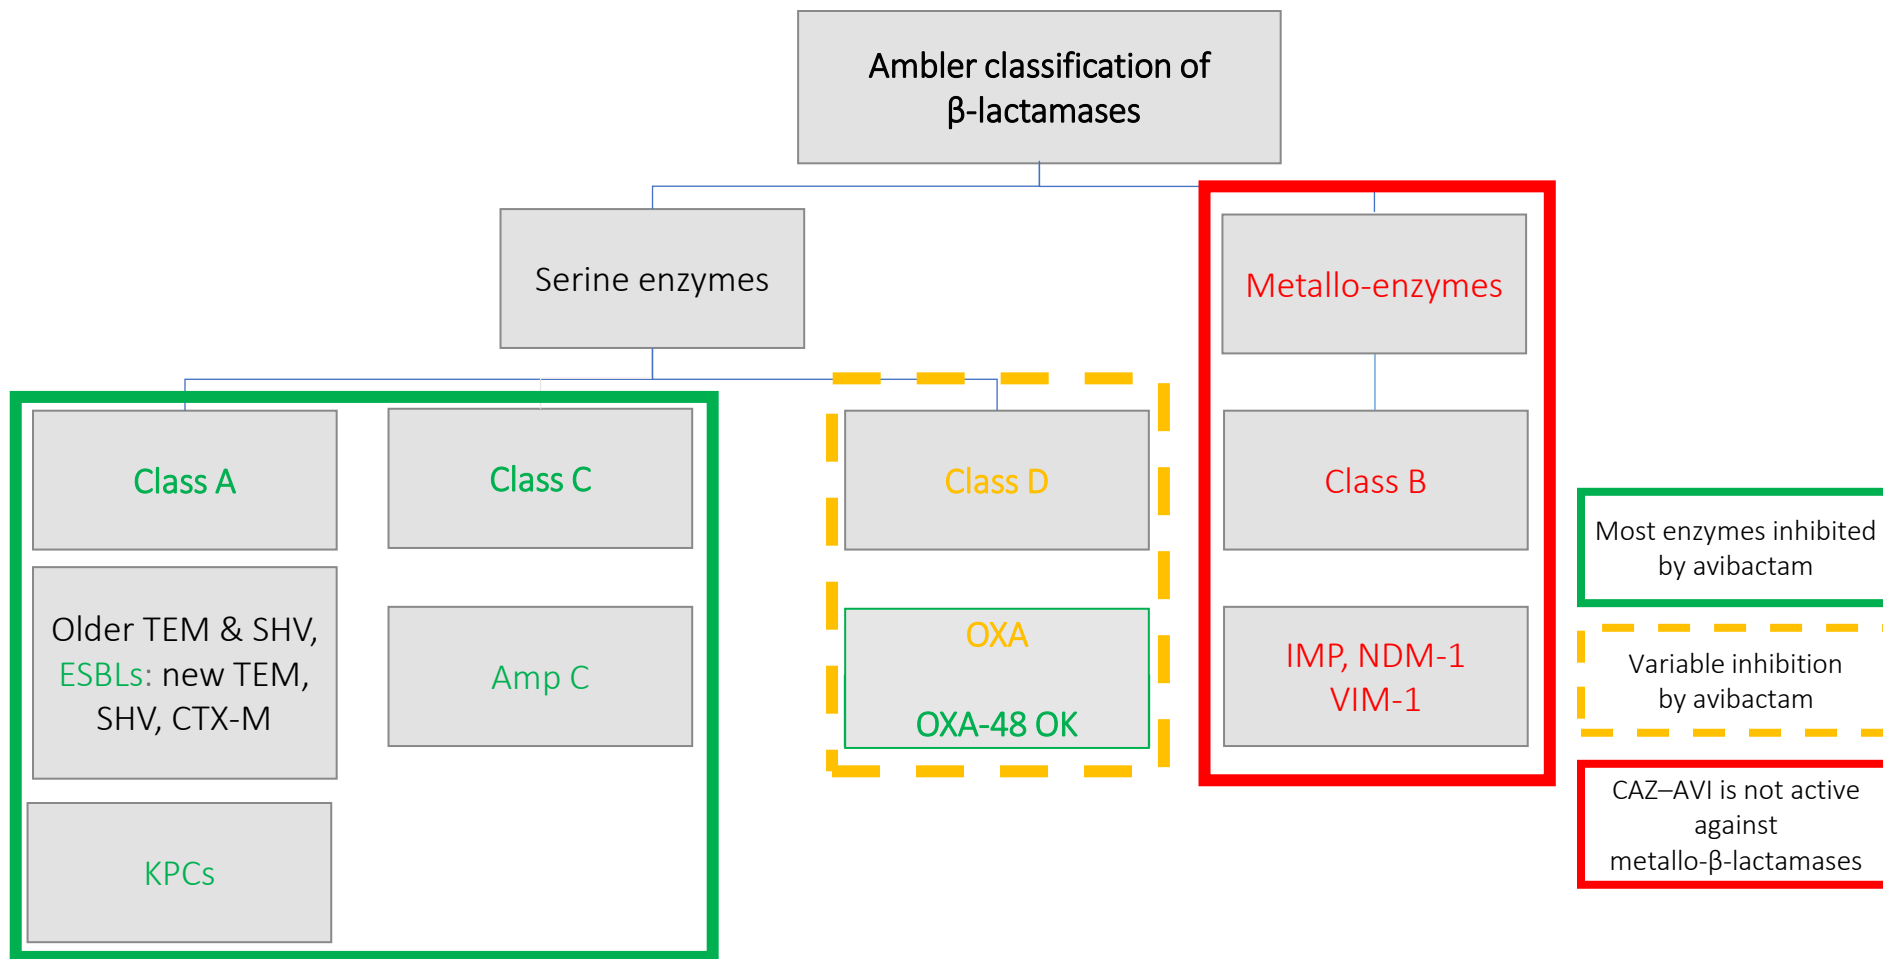 Ambler classification of
β-lactamases
Serine enzymes
Metallo-enzymes
Class A
Class C
Class D
Class B
Older TEM & SHV,
ESBLs: new TEM,
SHV, CTX-M
Amp C
OXA
OXA-48 OK
IMP, NDM-1
VIM-1
KPCs
Most enzymes inhibited
by avibactam
Variable inhibition
by avibactam
CAZ–AVI is not active
against
metallo-β-lactamases